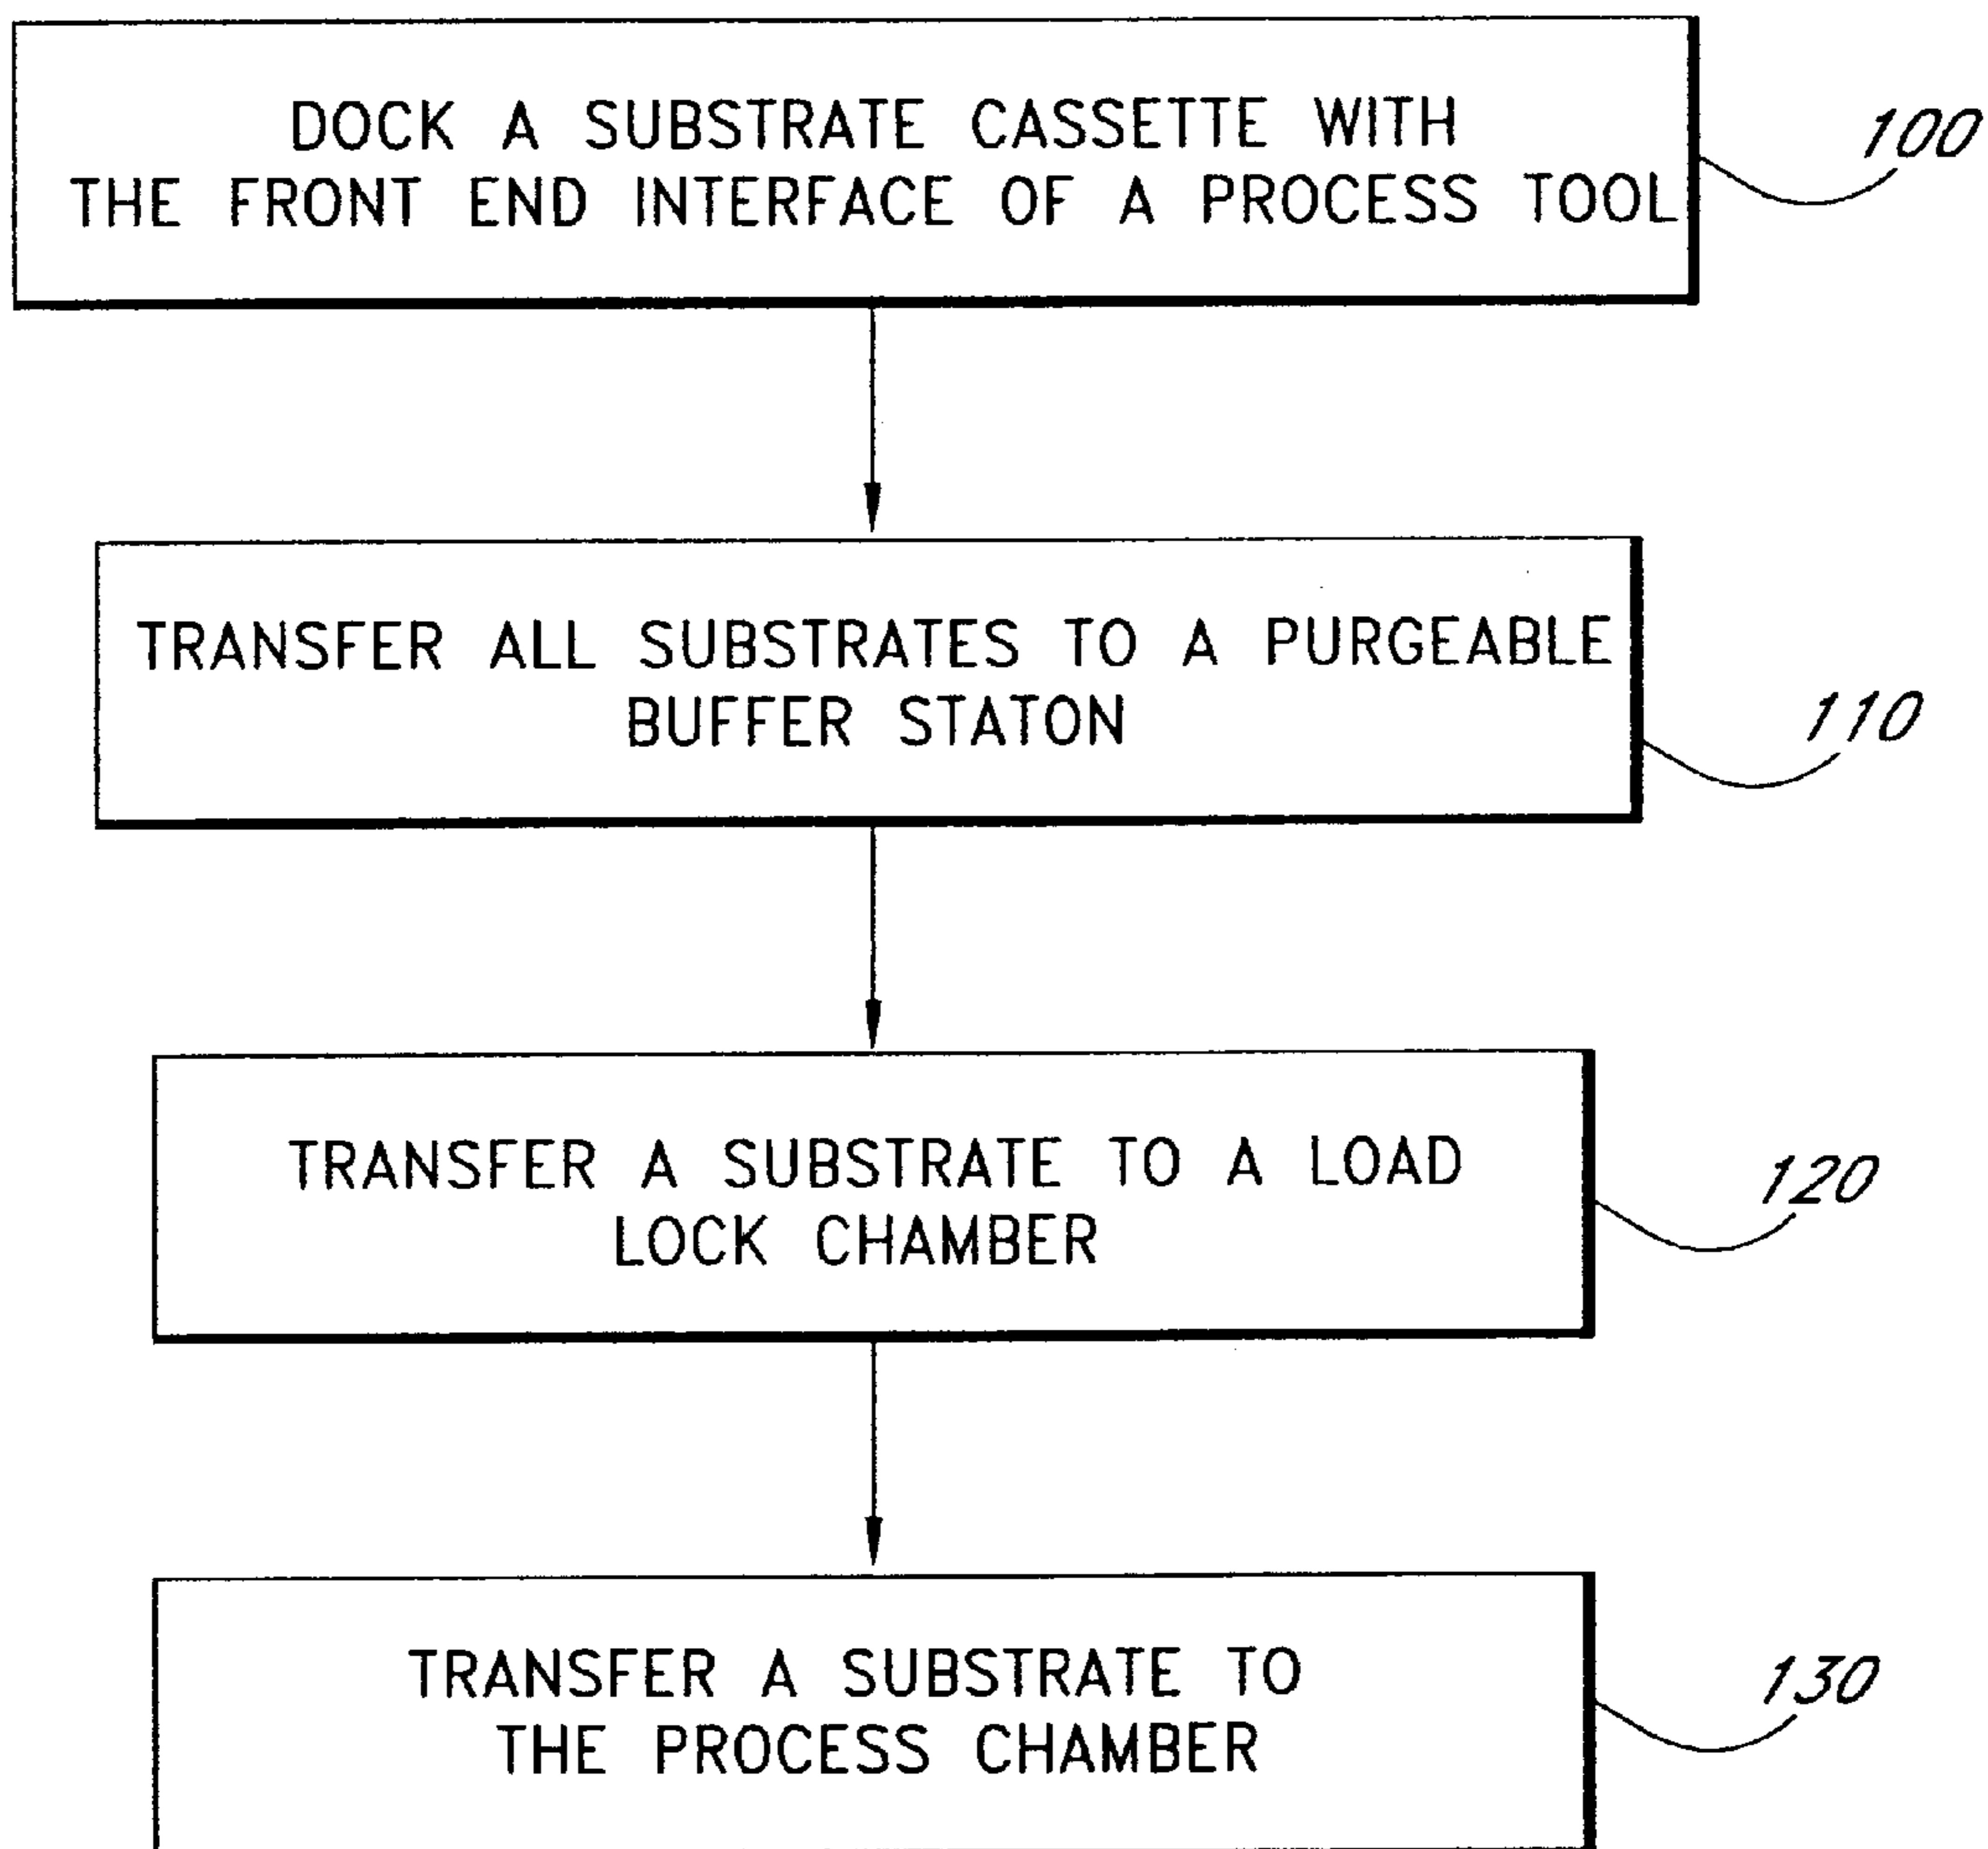 DOCK A SUBSTRATE CASSETTE WITH
THE FRONT END INTERFACE OF A PROCESS TOOL
100
TRANSFER ALL SUBSTRATES TO A PURGEABLE
BUFFER STATON
110
TRANSFER A SUBSTRATE TO A LOAD
LOCK CHAMBER
120
TRANSFER A SUBSTRATE TO
THE PROCESS CHAMBER
130